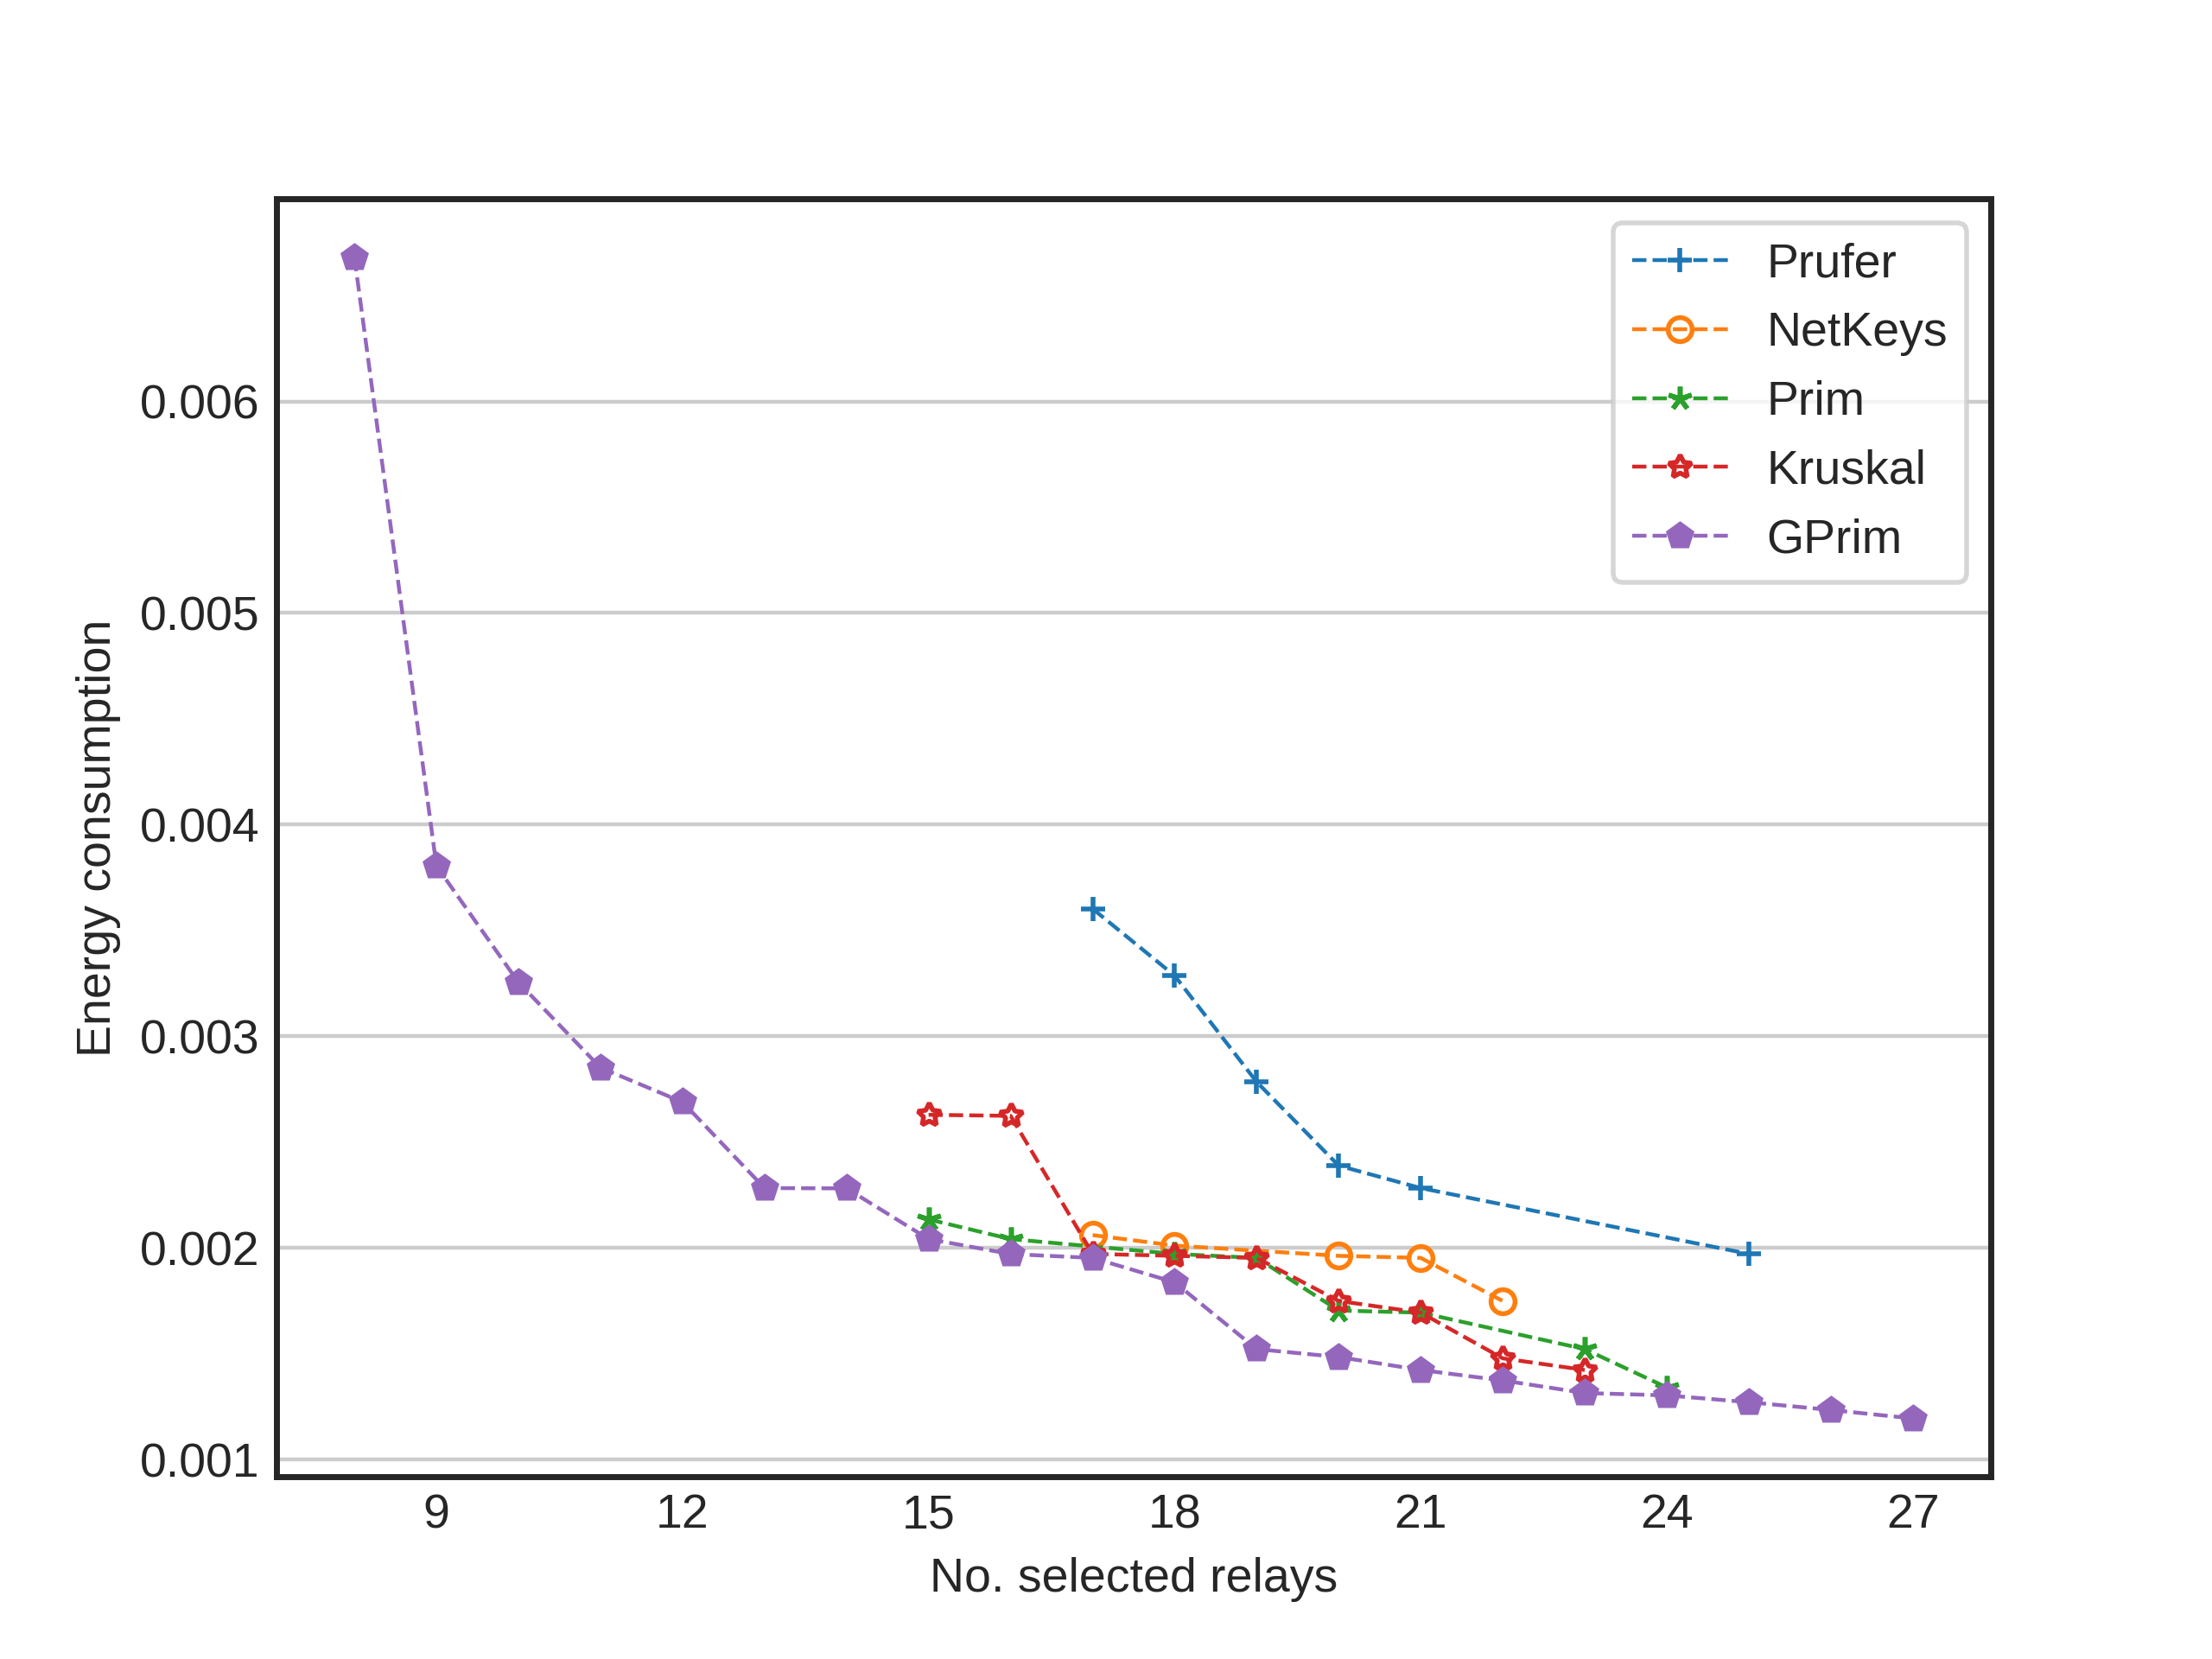 Prufer
NetKeys
Prim
Kruskal
GPrim
0.006
0.005
0.004
0.003
0.002
0.001
Energy consumption
9 12 15 18 21 24 27
No. selected relays